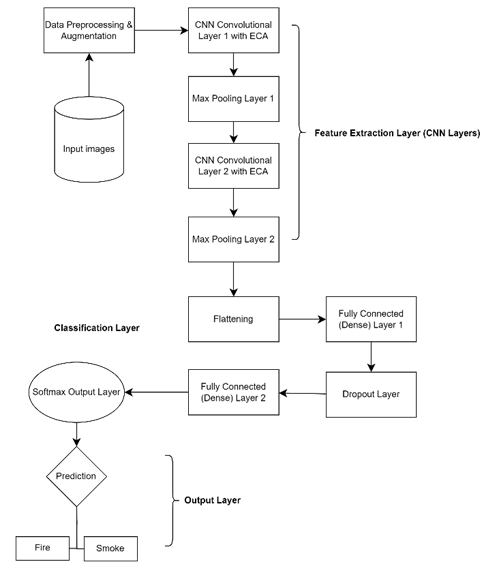 Data Preprocessing &
Augmentation
CNN Convolutional
Layer 1 with ECA
Max Pooling Layer 1
Input images
Feature Extraction Layer (CNN Layers)
CNN Convolutional
Layer 2 with ECA
Max Pooling Layer 2
Flattening
Fully Connected
(Dense) Layer 1
Classification Layer
Softmax Output Layer
Fully Connected
(Dense) Layer 2
Dropout Layer
Prediction
Output Layer
Fire
Smoke